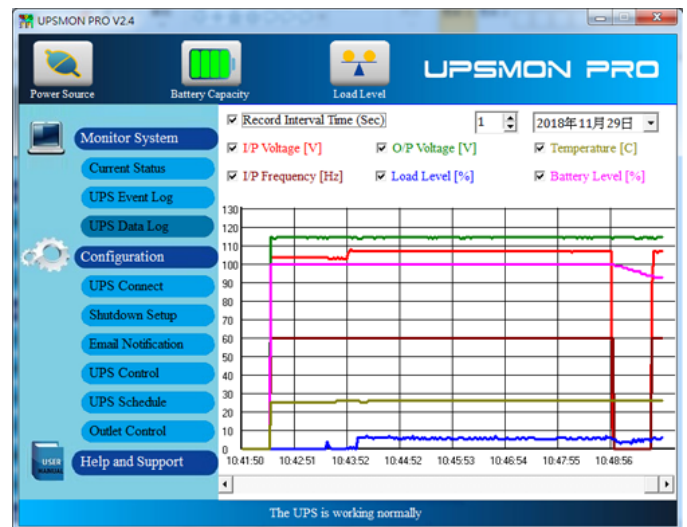 UPSMON PRO V2.4
Power Source Battery Capacity Load Level UPSMON PRO
Monitor System
Current Status
UPS Event Log
UPS Data Log
Configuration
UPS Connect
Shutdown Setup
Email Notification
UPS Control
UPS Schedule
Outlet Control
USER MANUAL
Help and Support
Record Interval Time (Sec) 1 2018年11月29日
I/P Voltage [V] O/P Voltage [V] Temperature [C]
I/P Frequency [Hz] Load Level [%] Battery Level [%]
130
120
110
100
90
80
70
60
50
40
30
20
10
0
10:41:50 10:42:51 10:43:52 10:44:52 10:45:53 10:46:54 10:47:55 10:48:56
The UPS is working normally